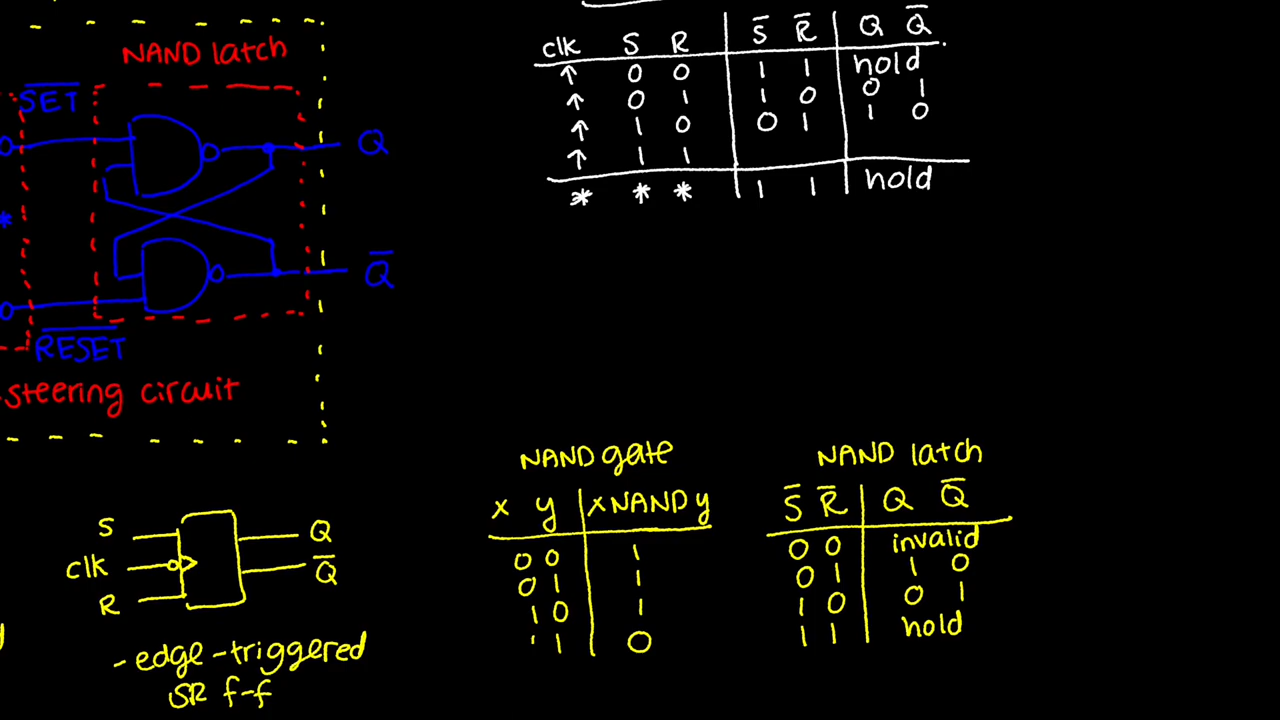 NAND latch
S̅E̅T̅
Q
*
Q̅
R̅E̅S̅E̅T̅
steering circuit
clk S R S̅ R̅ Q Q̅
↑ 0 0 1 1 hold
↑ 0 1 1 0 0 1
↑ 1 0 0 1 1 0
↑ 1 1
* * * 1 1 hold
S Q
clk
R Q̅
-edge-triggered
SR f-f
NAND gate
x y x NAND y
0 0 1
0 1 1
1 0 1
1 1 0
NAND latch
S̅ R̅ Q Q̅
0 0 invalid
0 1 1 0
1 0 0 1
1 1 hold